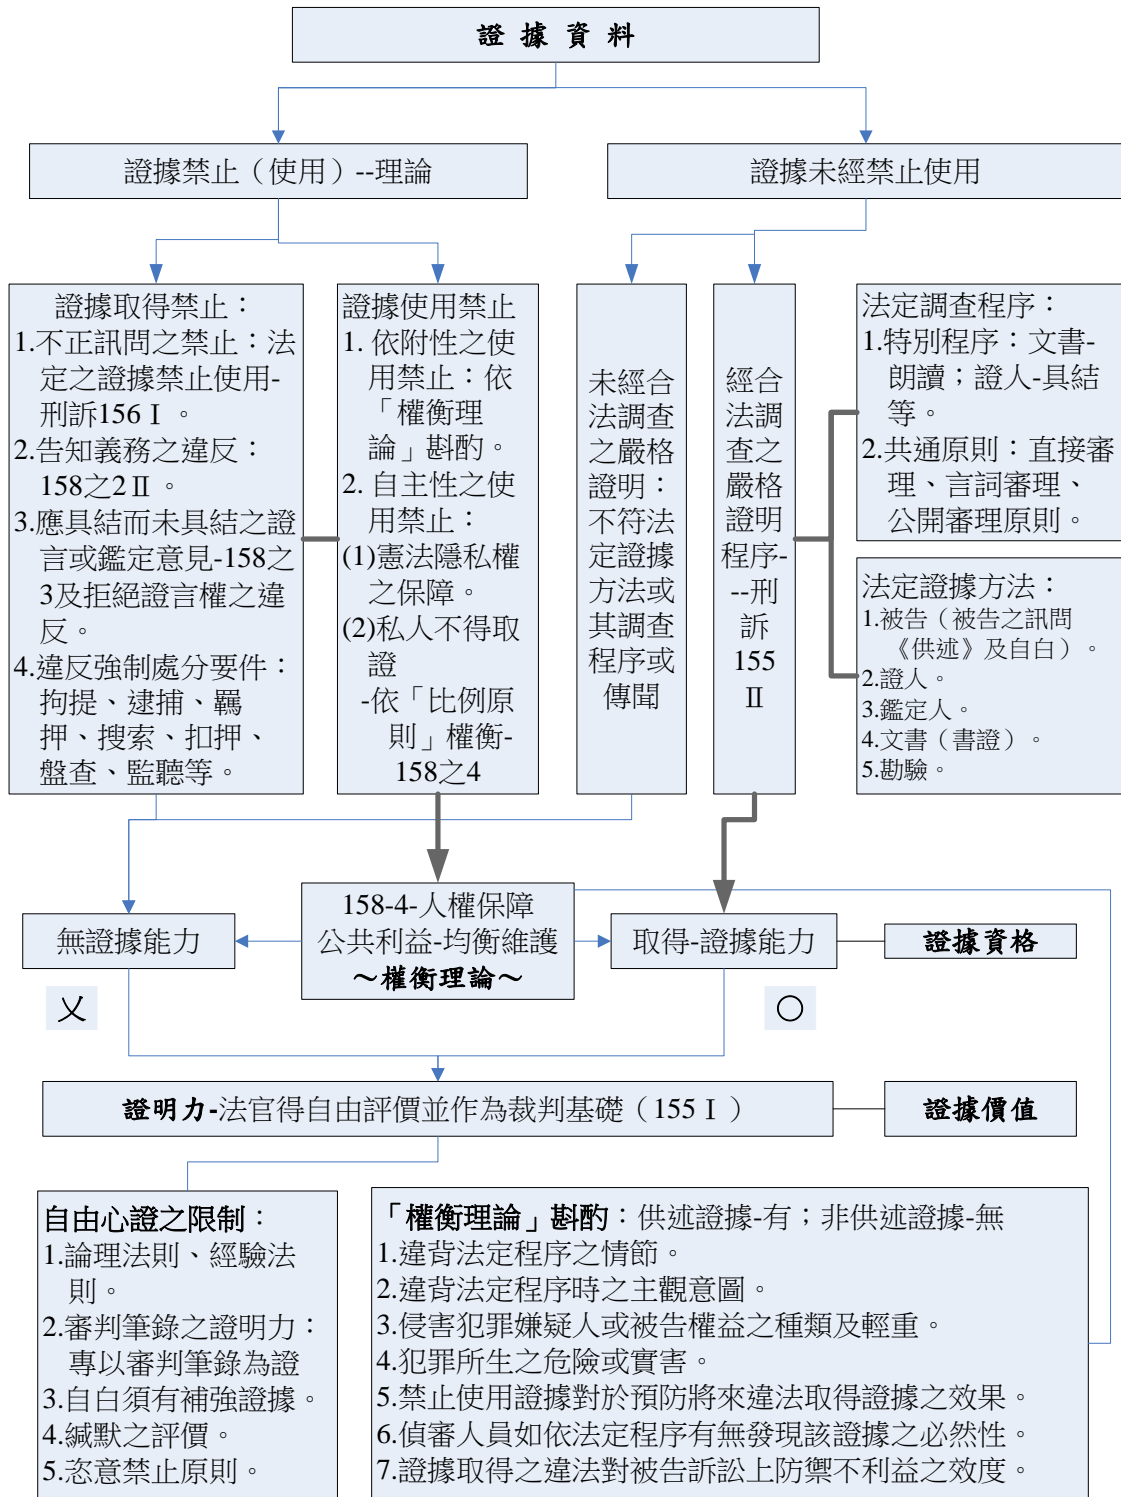 證 據 資 料
證據禁止（使用）--理論
證據未經禁止使用
證據取得禁止：
1.不正訊問之禁止：法
定之證據禁止使用-
刑訴156 I 。
2.告知義務之違反：
158之2 II 。
3.應具結而未具結之證
言或鑑定意見-158之
3及拒絕證言權之違
反。
4.違反強制處分要件：
拘提、逮捕、羈
押、搜索、扣押、
盤查、監聽等。
證據使用禁止
1. 依附性之使
用禁止：依
「權衡理
論」斟酌。
2. 自主性之使
用禁止：
(1)憲法隱私權
之保障。
(2)私人不得取
證
-依「比例原
則」權衡-
158之4
未經合
法調查
之嚴格
證明：
不符法
定證據
方法或
其調查
程序或
傳聞
經合
法調
查之
嚴格
證明
程序-
--刑
訴
155
II
法定調查程序：
1.特別程序：文書-
朗讀；證人-具結
等。
2.共通原則：直接審
理、言詞審理、
公開審理原則。
法定證據方法：
1.被告（被告之訊問
《供述》及自白）。
2.證人。
3.鑑定人。
4.文書（書證）。
5.勘驗。
無證據能力
158-4-人權保障
公共利益-均衡維護
～權衡理論～
取得-證據能力
證據資格
乂
〇
證明力-法官得自由評價並作為裁判基礎（155 I ）
證據價值
自由心證之限制：
1.論理法則、經驗法
則。
2.審判筆錄之證明力：
專以審判筆錄為證
3.自白須有補強證據。
4.緘默之評價。
5.恣意禁止原則。
「權衡理論」斟酌：供述證據-有；非供述證據-無
1.違背法定程序之情節。
2.違背法定程序時之主觀意圖。
3.侵害犯罪嫌疑人或被告權益之種類及輕重。
4.犯罪所生之危險或實害。
5.禁止使用證據對於預防將來違法取得證據之效果。
6.偵審人員如依法定程序有無發現該證據之必然性。
7.證據取得之違法對被告訴訟上防禦不利益之效度。